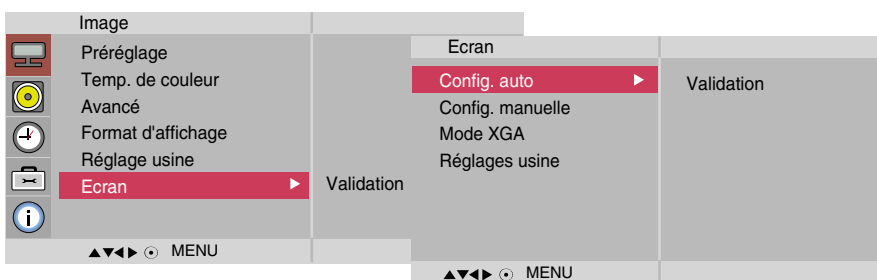 Image
Préréglage
Temp. de couleur
Avancé
Format d'affichage
Réglage usine
Ecran ▶ Validation
▲▼◀▶ ⊙ MENU
Ecran
Config. auto ▶ Validation
Config. manuelle
Mode XGA
Réglages usine
▲▼◀▶ ⊙ MENU